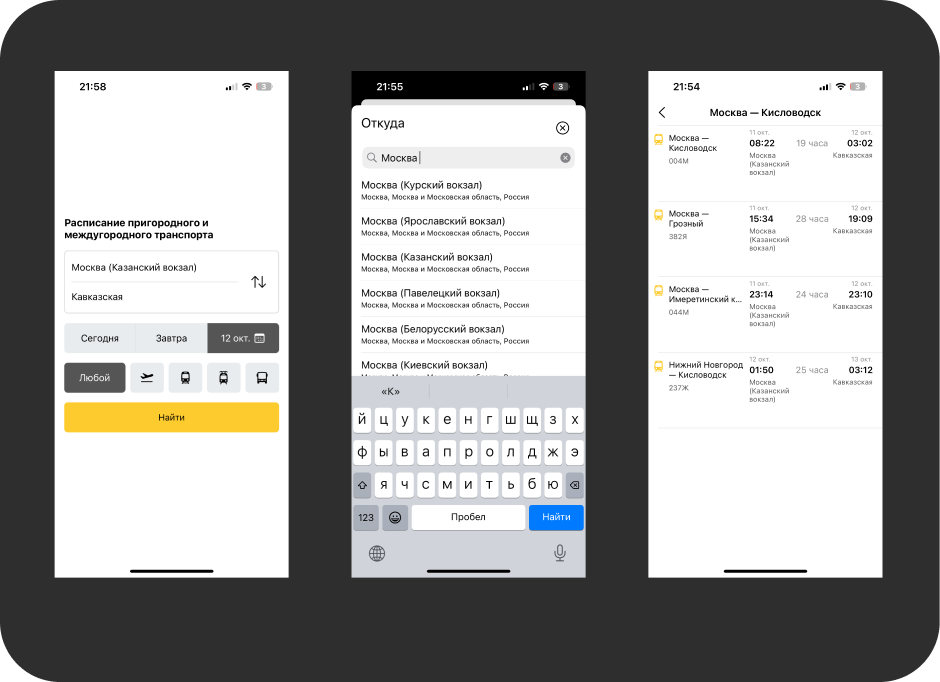 21:58
3
Расписание пригородного и
междугородного транспорта
Москва (Казанский вокзал)
Кавказская
Сегодня
Завтра
12 окт.
Любой
Найти
21:55
3
Откуда
Москва
Москва (Курский вокзал)
Москва, Москва и Московская область, Россия
Москва (Ярославский вокзал)
Москва, Москва и Московская область, Россия
Москва (Казанский вокзал)
Москва, Москва и Московская область, Россия
Москва (Павелецкий вокзал)
Москва, Москва и Московская область, Россия
Москва (Белорусский вокзал)
Москва, Москва и Московская область, Россия
Москва (Киевский вокзал)
«К»
й ц у к е н г ш щ з х
ф ы в а п р о л д ж э
я ч с м и т ь б ю
123
Пробел
Найти
21:54
3
Москва — Кисловодск
Москва —
Кисловодск
004М
11 окт.
08:22
Москва
(Казанский
вокзал)
19 часа
12 окт.
03:02
Кавказская
Москва —
Грозный
382Я
11 окт.
15:34
Москва
(Казанский
вокзал)
28 часа
12 окт.
19:09
Кавказская
Москва —
Имеретинский к...
044М
11 окт.
23:14
Москва
(Казанский
вокзал)
24 часа
12 окт.
23:10
Кавказская
Нижний Новгород
— Кисловодск
237Ж
12 окт.
01:50
Москва
(Казанский
вокзал)
25 часа
13 окт.
03:12
Кавказская